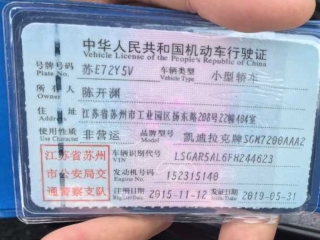 中华人民共和国机动车行驶证
Vehicle License of the People's Republic of China
号牌号码 苏E72Y5V 车辆类型 小型轿车
Plate No. Vehicle Type
所有人 陈开渊
Owner
住址 江苏省苏州市工业园区扬东路208号22幢404室
Address
使用性质 非营运 品牌型号 凯迪拉克牌SGM7200AAA2
Use Character Model
江苏省苏州市公安局交通警察支队
车辆识别代号 LSGAR5AL6FH244623
VIN
发动机号码 152315140
Engine No.
注册日期 2015-11-12 发证日期 2019-05-31
Register Date Issue Date